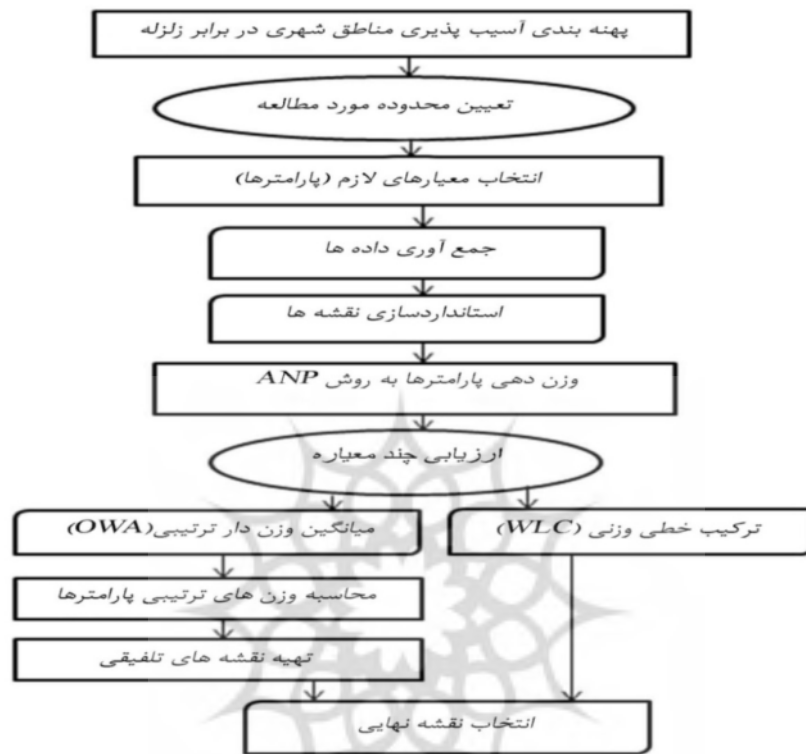 پهنه بندی آسیب پذیری مناطق شهری در برابر زلزله
تعیین محدوده مورد مطالعه
انتخاب معیارهای لازم (پارامترها)
جمع آوری داده ها
استانداردسازی نقشه ها
وزن دهی پارامترها به روش ANP
ارزیابی چند معیاره
ترکیب خطی وزنی (WLC)
میانگین وزن دار ترتیبی(OWA)
محاسبه وزن های ترتیبی پارامترها
تهیه نقشه های تلفیقی
انتخاب نقشه نهایی